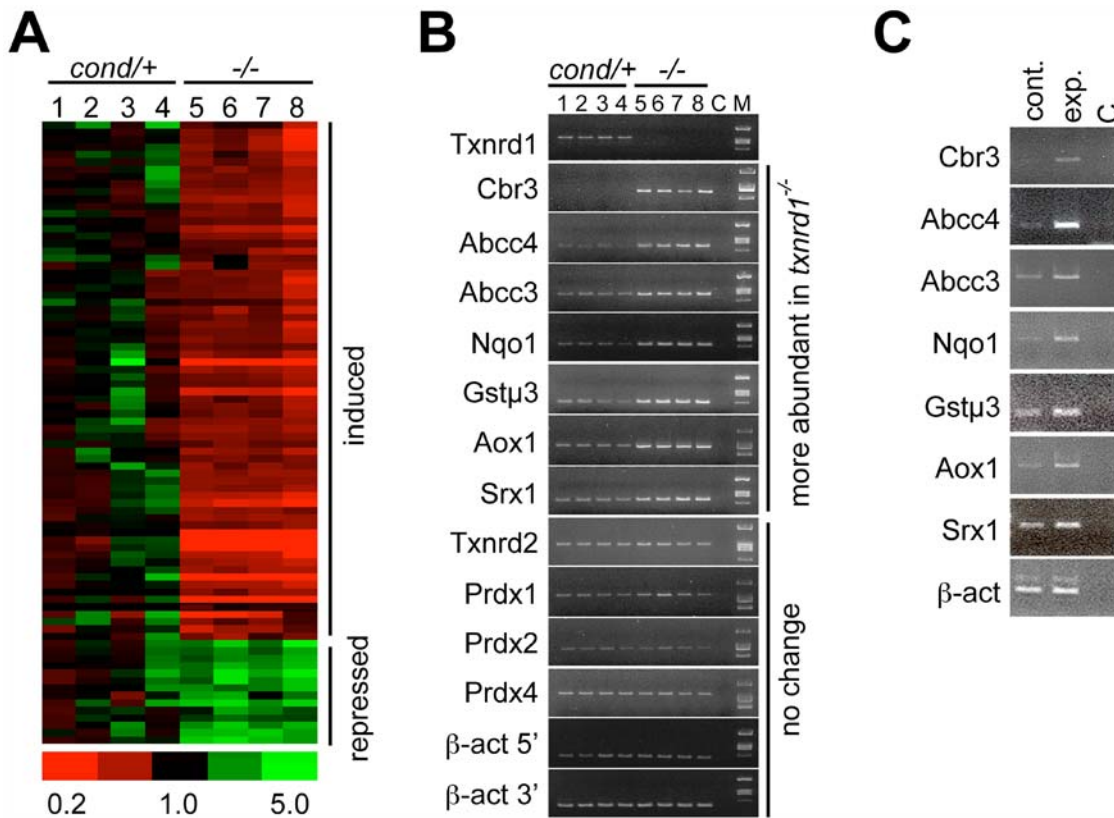 A
cond/+ -/-
1 2 3 4 5 6 7 8
induced
repressed
0.2 1.0 5.0
B
cond/+ -/-
1 2 3 4 5 6 7 8 C M
Txnrd1
Cbr3
Abcc4
Abcc3
Nqo1
Gstµ3
Aox1
Srx1
Txnrd2
Prdx1
Prdx2
Prdx4
β-act 5’
β-act 3’
more abundant in txnrd1-/-
no change
C
cont. exp. C
Cbr3
Abcc4
Abcc3
Nqo1
Gstµ3
Aox1
Srx1
β-act